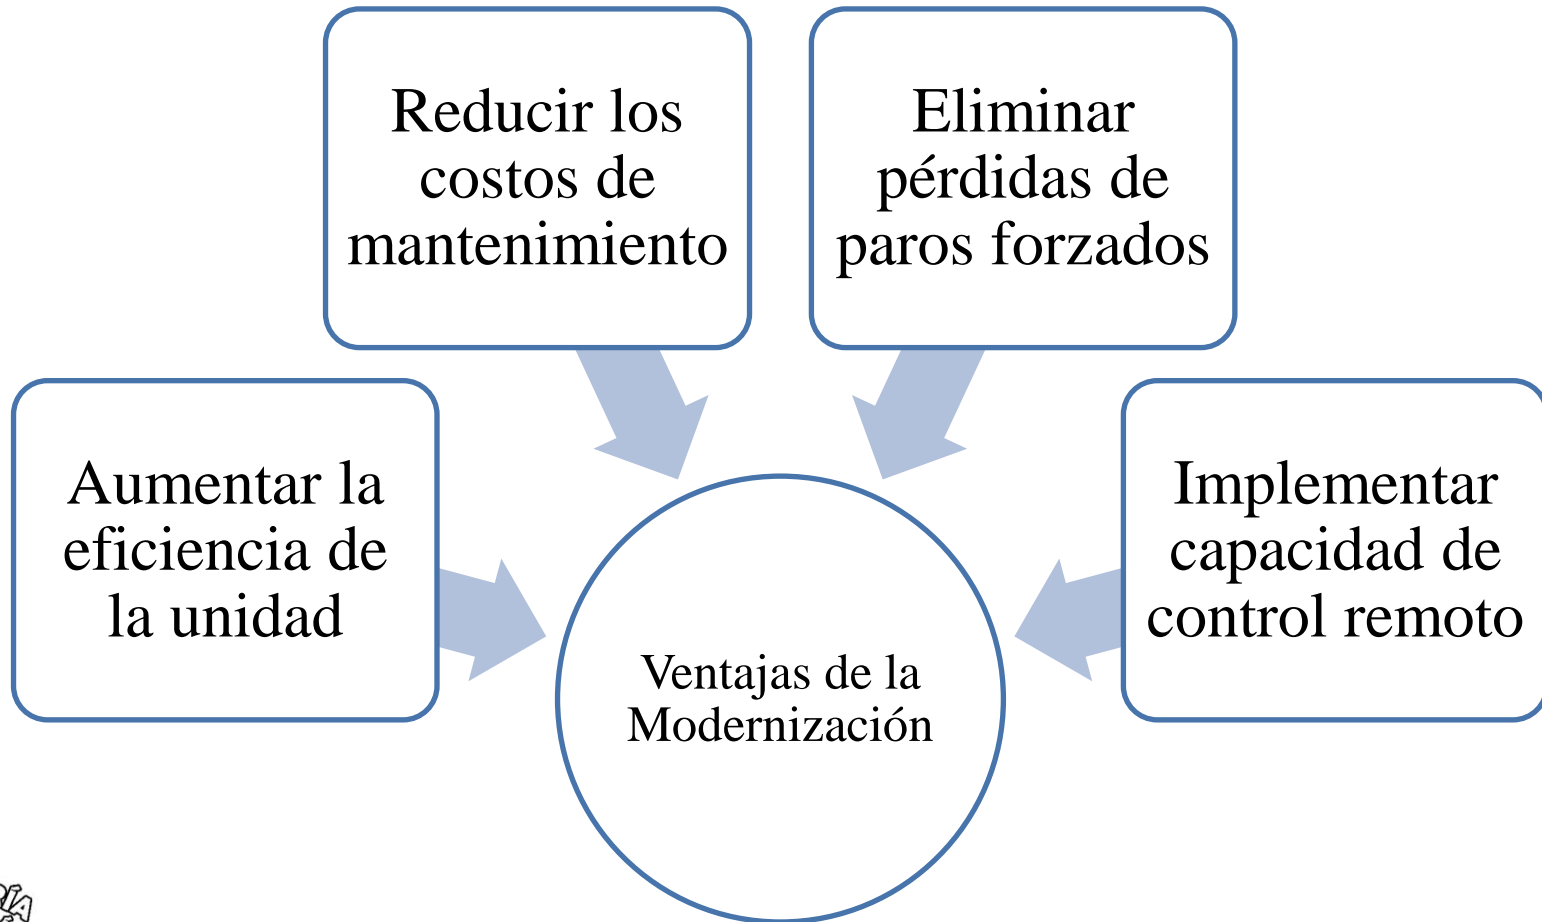 Reducir los
costos de
mantenimiento
Eliminar
pérdidas de
paros forzados
Aumentar la
eficiencia de
la unidad
Implementar
capacidad de
control remoto
Ventajas de la
Modernización